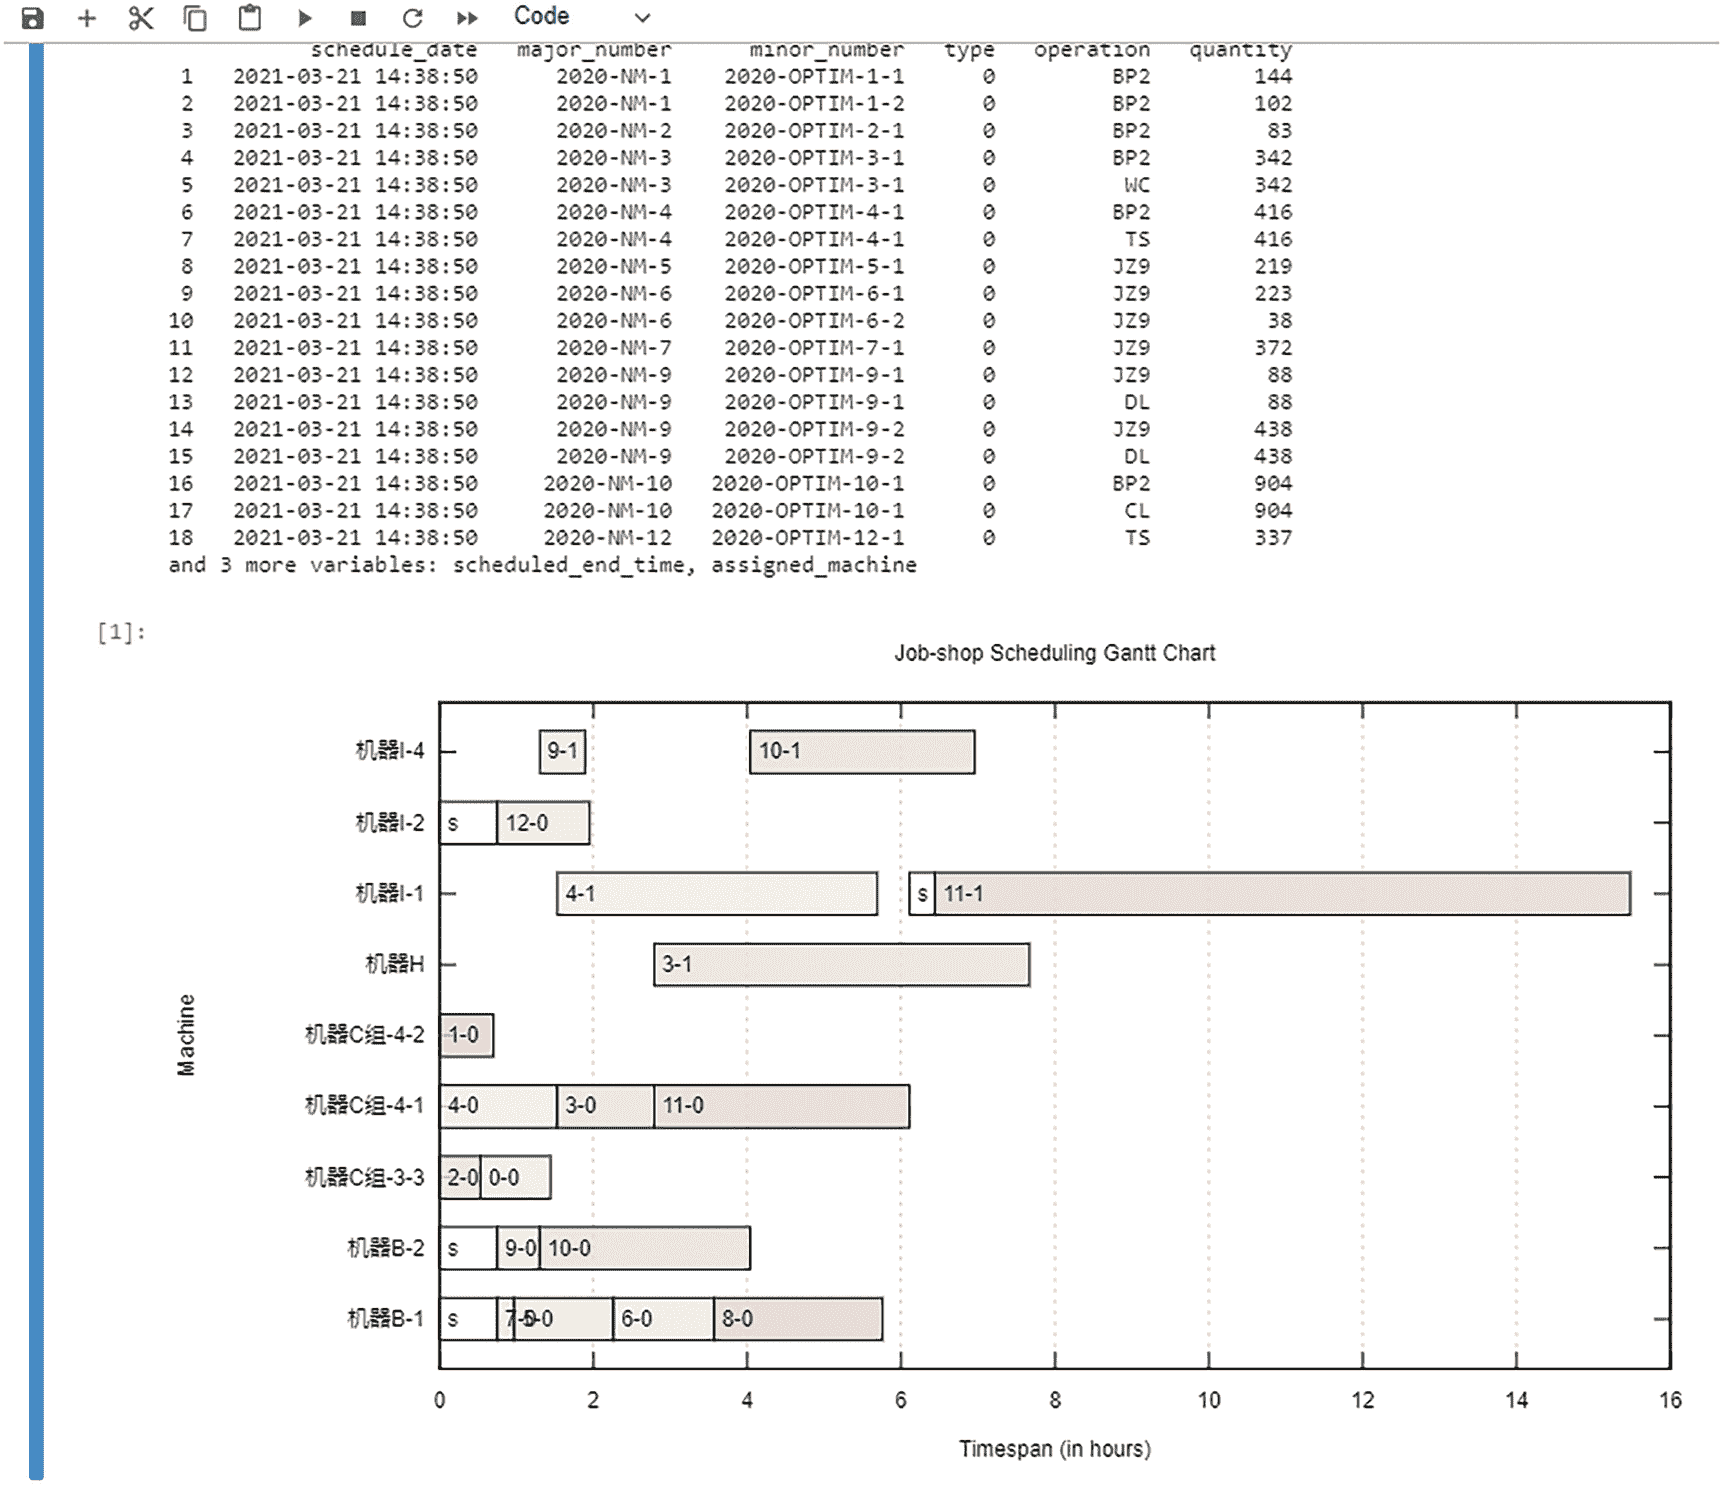 Code
schedule_date major_number minor_number type operation quantity
1 2021-03-21 14:38:50 2020-NM-1 2020-OPTIM-1-1 0 BP2 144
2 2021-03-21 14:38:50 2020-NM-1 2020-OPTIM-1-2 0 BP2 102
3 2021-03-21 14:38:50 2020-NM-2 2020-OPTIM-2-1 0 BP2 83
4 2021-03-21 14:38:50 2020-NM-3 2020-OPTIM-3-1 0 BP2 342
5 2021-03-21 14:38:50 2020-NM-3 2020-OPTIM-3-1 0 WC 342
6 2021-03-21 14:38:50 2020-NM-4 2020-OPTIM-4-1 0 BP2 416
7 2021-03-21 14:38:50 2020-NM-4 2020-OPTIM-4-1 0 TS 416
8 2021-03-21 14:38:50 2020-NM-5 2020-OPTIM-5-1 0 JZ9 219
9 2021-03-21 14:38:50 2020-NM-6 2020-OPTIM-6-1 0 JZ9 223
10 2021-03-21 14:38:50 2020-NM-6 2020-OPTIM-6-2 0 JZ9 38
11 2021-03-21 14:38:50 2020-NM-7 2020-OPTIM-7-1 0 JZ9 372
12 2021-03-21 14:38:50 2020-NM-9 2020-OPTIM-9-1 0 JZ9 88
13 2021-03-21 14:38:50 2020-NM-9 2020-OPTIM-9-1 0 DL 88
14 2021-03-21 14:38:50 2020-NM-9 2020-OPTIM-9-2 0 JZ9 438
15 2021-03-21 14:38:50 2020-NM-9 2020-OPTIM-9-2 0 DL 438
16 2021-03-21 14:38:50 2020-NM-10 2020-OPTIM-10-1 0 BP2 904
17 2021-03-21 14:38:50 2020-NM-10 2020-OPTIM-10-1 0 CL 904
18 2021-03-21 14:38:50 2020-NM-12 2020-OPTIM-12-1 0 TS 337
and 3 more variables: scheduled_end_time, assigned_machine
[1]:
Job-shop Scheduling Gantt Chart
机器I-4 9-1 10-1
机器I-2 s 12-0
机器I-1 4-1 s 11-1
机器H 3-1
Machine
机器C组-4-2 1-0
机器C组-4-1 4-0 3-0 11-0
机器C组-3-3 2-0 0-0
机器B-2 s 9-0 10-0
机器B-1 s 7-0 5-0 6-0 8-0
0 2 4 6 8 10 12 14 16
Timespan (in hours)